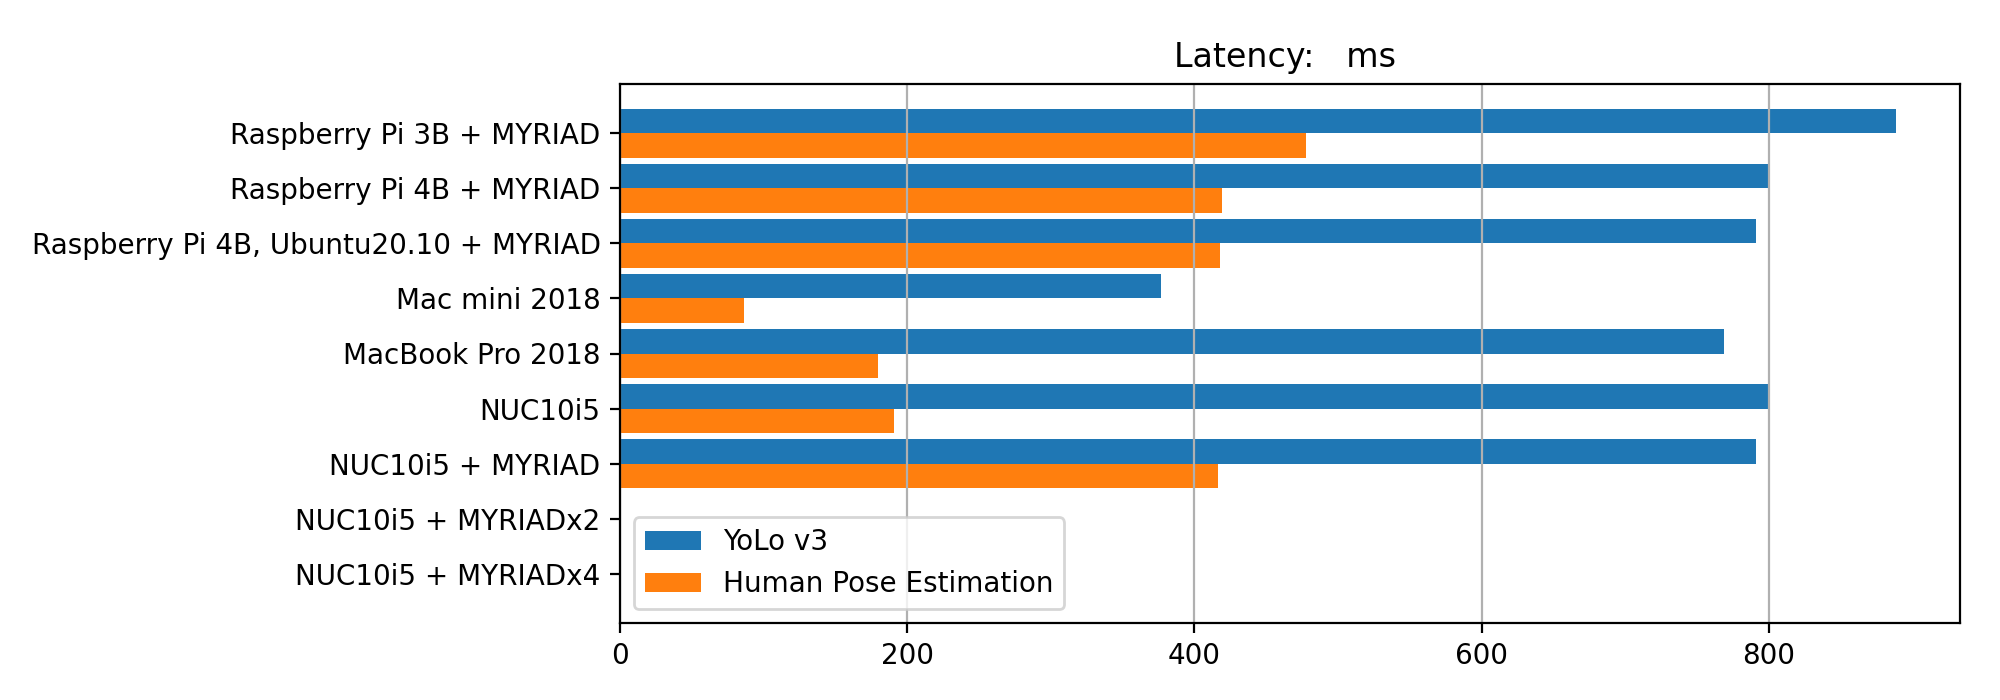 Latency:   ms
Raspberry Pi 3B + MYRIAD
Raspberry Pi 4B + MYRIAD
Raspberry Pi 4B, Ubuntu20.10 + MYRIAD
Mac mini 2018
MacBook Pro 2018
NUC10i5
NUC10i5 + MYRIAD
NUC10i5 + MYRIADx2
NUC10i5 + MYRIADx4
YoLo v3
Human Pose Estimation
0 200 400 600 800